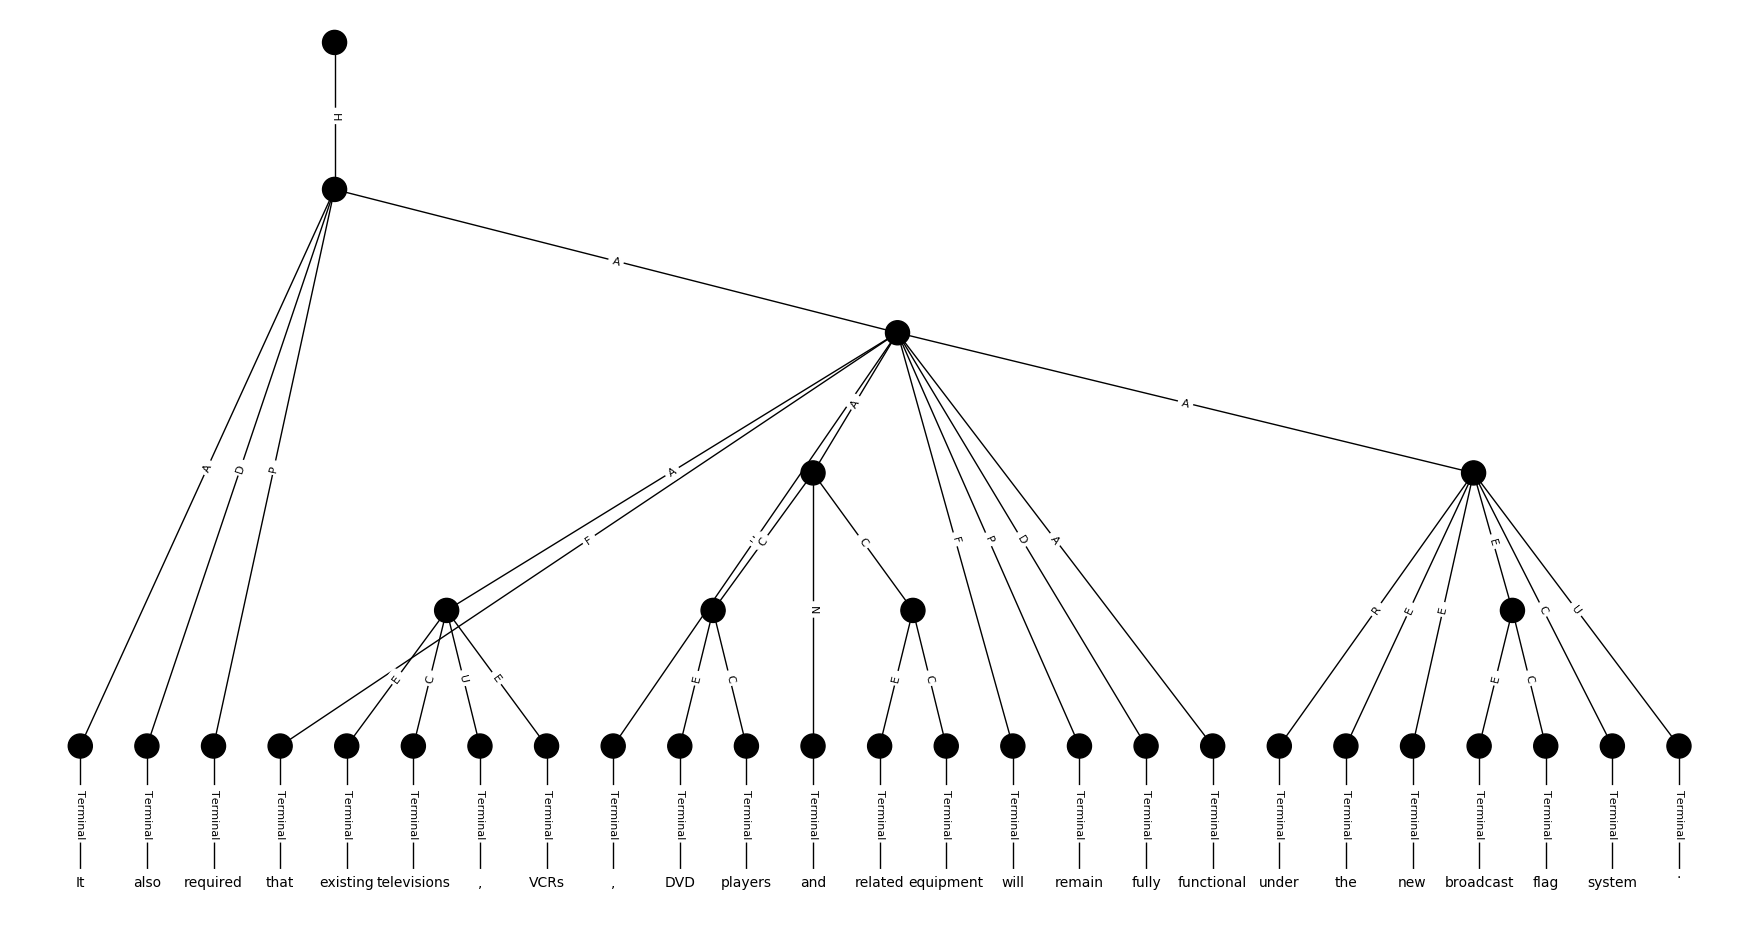 H
A
A
A
A
A
D
P
A
F
C
C
F
P
D
A
E
R
E
E
C
U
N
E
C
U
E
E
C
E
C
E
C
Terminal Terminal Terminal Terminal Terminal Terminal Terminal Terminal Terminal Terminal Terminal Terminal Terminal Terminal Terminal Terminal Terminal Terminal Terminal Terminal Terminal Terminal Terminal Terminal Terminal
It also required that existing televisions , VCRs , DVD players and related equipment will remain fully functional under the new broadcast flag system .